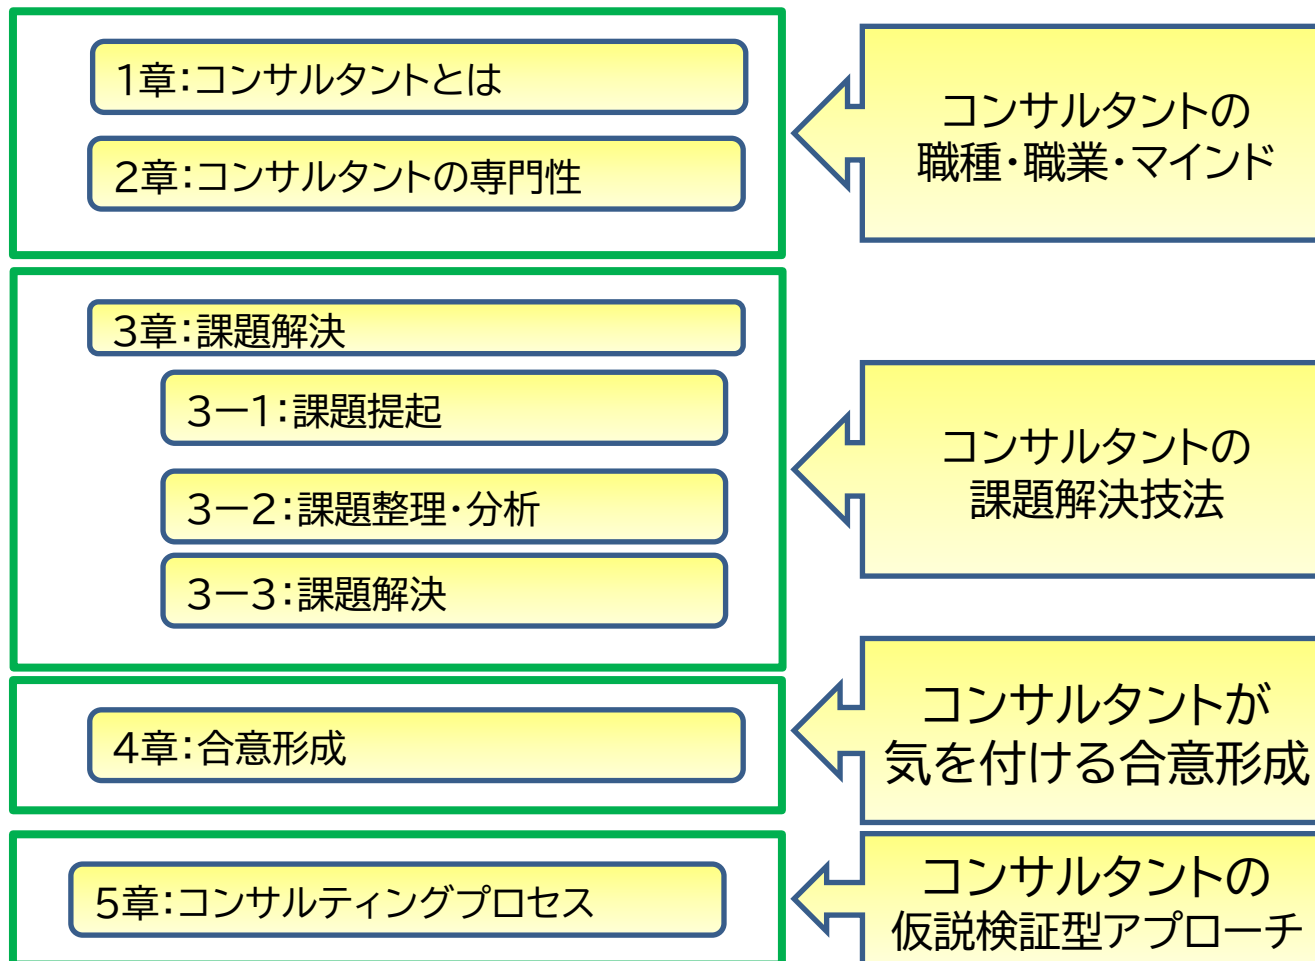 1章：コンサルタントとは
2章：コンサルタントの専門性
コンサルタントの
職種・職業・マインド
3章：課題解決
3ー1：課題提起
3ー2：課題整理・分析
3ー3：課題解決
コンサルタントの
課題解決技法
4章：合意形成
コンサルタントが
気を付ける合意形成
5章：コンサルティングプロセス
コンサルタントの
仮説検証型アプローチ